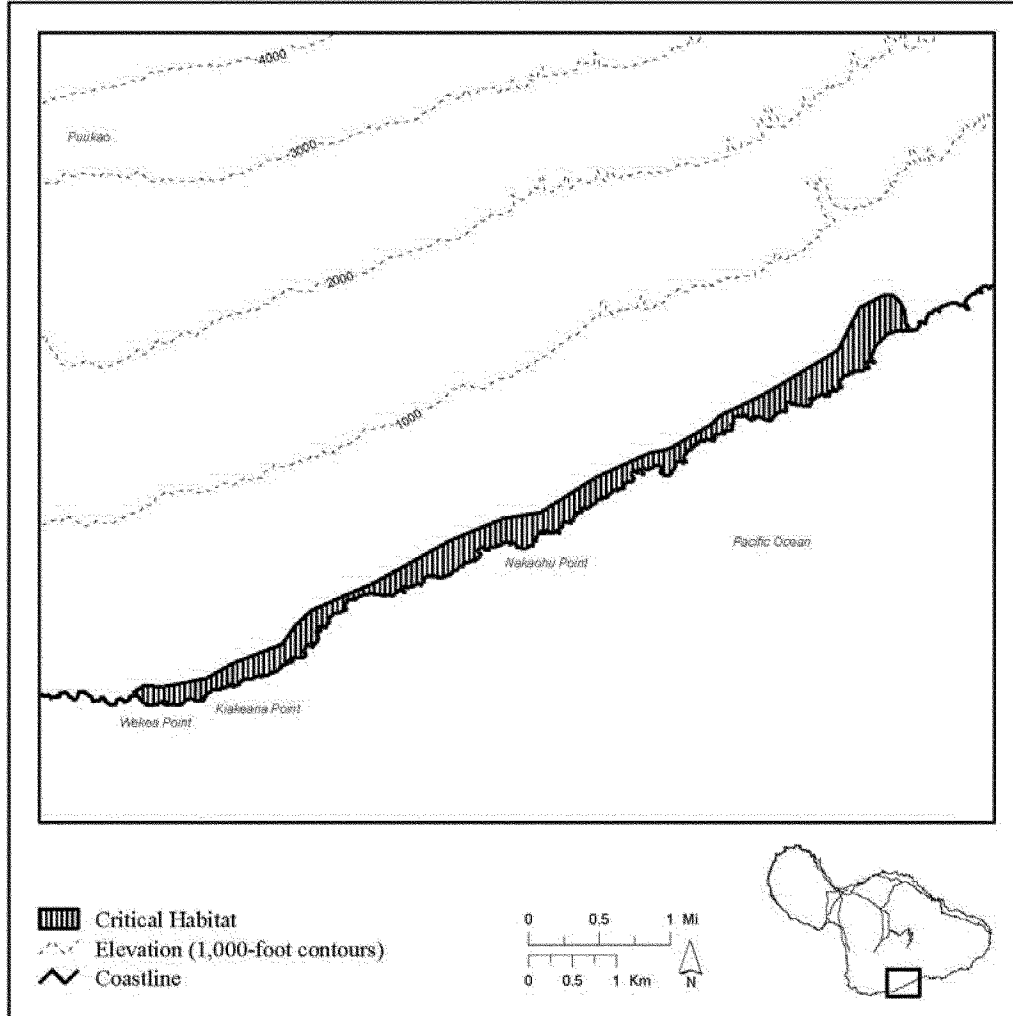 4000
Puukao
3000
2000
1000
Pacific Ocean
Nakaohu Point
Kiakeana Point
Wekea Point
Critical Habitat
Elevation (1,000-foot contours)
Coastline
0 0.5 1 Mi
0 0.5 1 Km
N